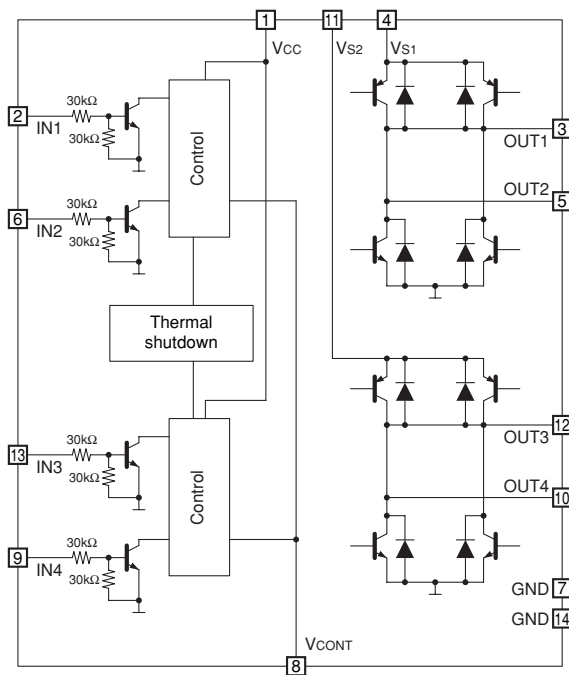 1
11
4
VCC
VS2
VS1
2
IN1
30kΩ
30kΩ
Control
3
OUT1
OUT2
5
6
IN2
30kΩ
30kΩ
Thermal
shutdown
13
IN3
30kΩ
30kΩ
Control
12
OUT3
OUT4
10
9
IN4
30kΩ
30kΩ
GND 7
GND 14
VCONT
8